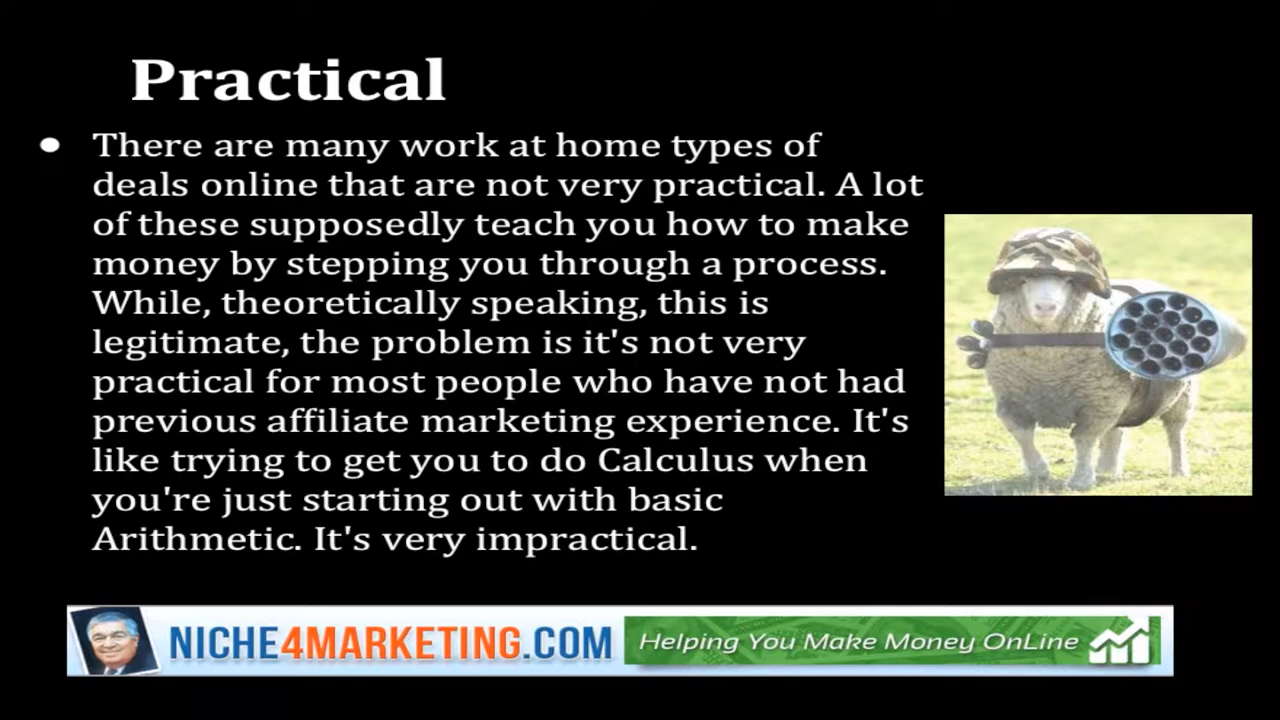 Practical
● There are many work at home types of
deals online that are not very practical. A lot
of these supposedly teach you how to make
money by stepping you through a process.
While, theoretically speaking, this is
legitimate, the problem is it's not very
practical for most people who have not had
previous affiliate marketing experience. It's
like trying to get you to do Calculus when
you're just starting out with basic
Arithmetic. It's very impractical.
NICHE4MARKETING.COM Helping You Make Money OnLine